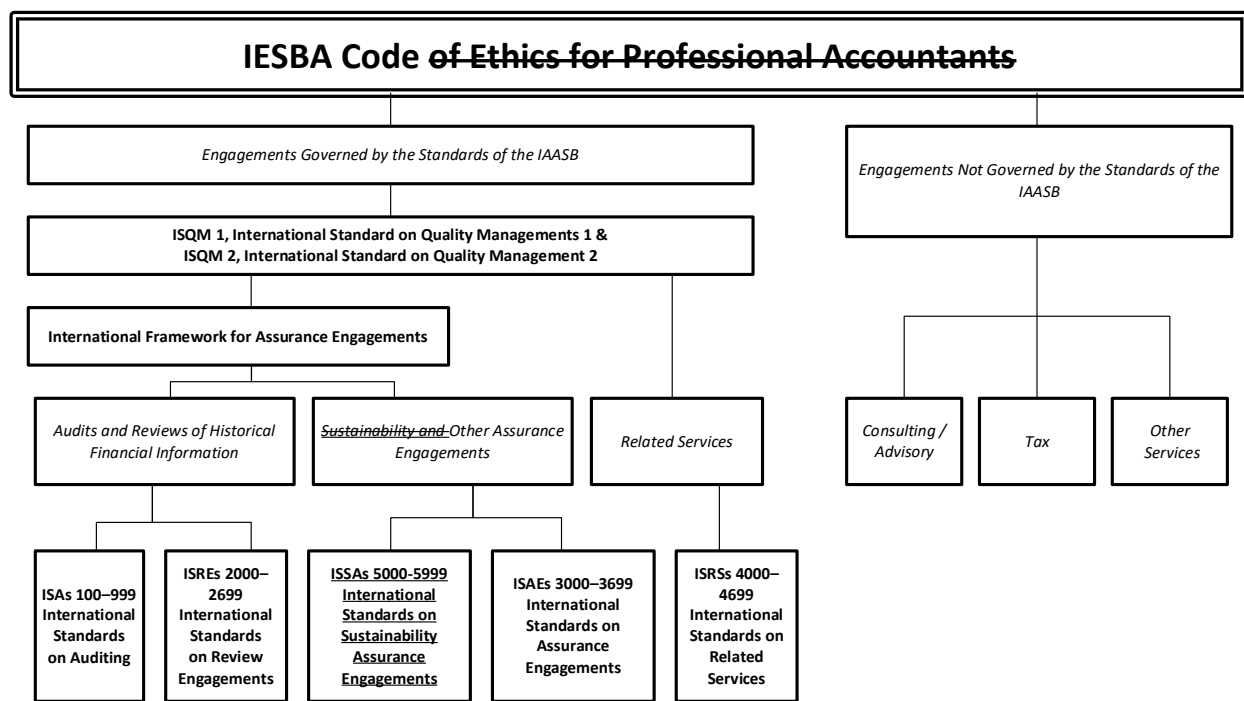 IESBA Code of Ethics for Professional Accountants
Engagements Governed by the Standards of the IAASB
Engagements Not Governed by the Standards of the
IAASB
ISQM 1, International Standard on Quality Managements 1 &
ISQM 2, International Standard on Quality Management 2
International Framework for Assurance Engagements
Audits and Reviews of Historical
Financial Information
Sustainability and Other Assurance
Engagements
Related Services
Consulting /
Advisory
Tax
Other
Services
ISAs 100–999
International
Standards
on Auditing
ISREs 2000–
2699
International
Standards
on Review
Engagements
ISSAs 5000-5999
International
Standards on
Sustainability
Assurance
Engagements
ISAEs 3000–3699
International
Standards on
Assurance
Engagements
ISRSs 4000–
4699
International
Standards on
Related
Services